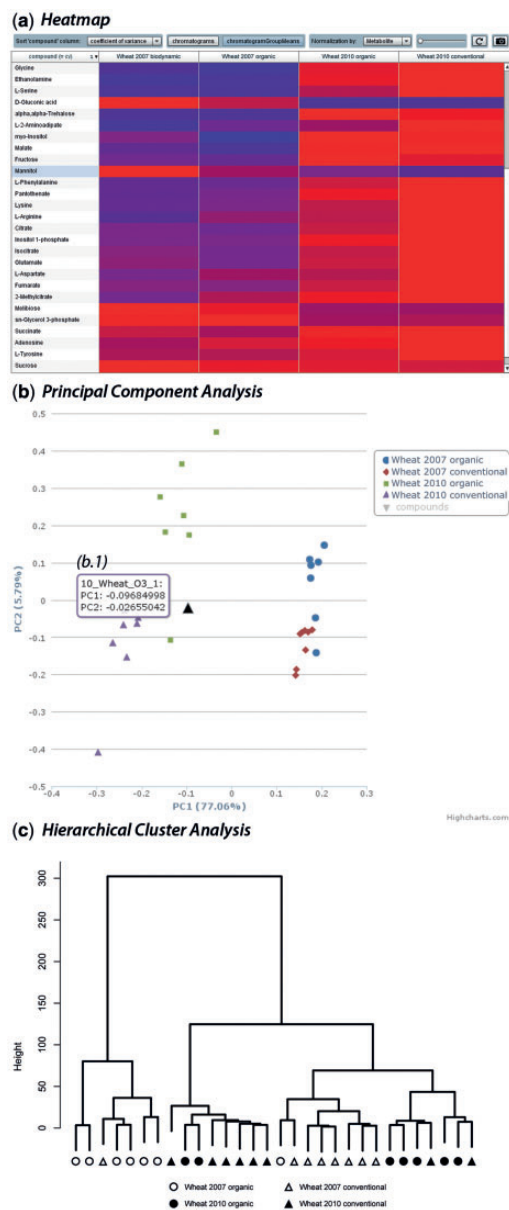 (a) Heatmap
Sort 'compound' column: coefficient of variance chromatograms chromatogramGroupMeans Normalization by Metabolite
compound Wheat 2007 biodynamic Wheat 2007 organic Wheat 2010 organic Wheat 2010 conventional
Glycine
Ethanolamine
L-Serine
D-Gluconic acid
alpha,alpha-Trehalose
L-2-Aminoadipate
myo-Inositol
Malate
Fructose
Mannitol
L-Phenylalanine
Pantothenate
Lysine
L-Arginine
Citrate
Inositol 1-phosphate
Isocitrate
Glutamate
L-Aspartate
Fumarate
2-Methylcitrate
Melibiose
sn-Glycerol 3-phosphate
Succinate
Adenosine
L-Tyrosine
Sucrose
(b) Principal Component Analysis
0.5
0.4
0.3
0.2
0.1
0
-0.1
-0.2
-0.3
-0.4
-0.5
PC2 (5.79%)
Wheat 2007 organic
Wheat 2007 conventional
Wheat 2010 organic
Wheat 2010 conventional
compounds
(b.1)
10_Wheat_O3_1:
PC1: -0.09684998
PC2: -0.02655042
-0.4 -0.3 -0.2 -0.1 0 0.1 0.2 0.3
PC1 (77.06%)
Highcharts.com
(c) Hierarchical Cluster Analysis
300
250
200
150
100
50
0
Height
Wheat 2007 organic Wheat 2007 conventional
Wheat 2010 organic Wheat 2010 conventional